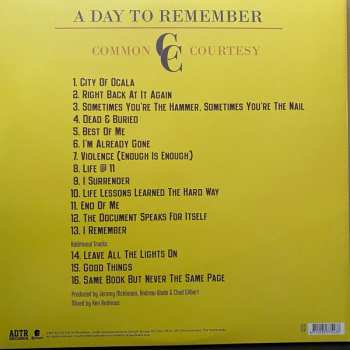 A DAY TO REMEMBER
COMMON CC COURTESY
1. City Of Ocala
2. Right Back At It Again
3. Sometimes You're The Hammer, Sometimes You're The Nail
4. Dead & Buried
5. Best Of Me
6. I'm Already Gone
7. Violence (Enough Is Enough)
8. Life @ 11
9. I Surrender
10. Life Lessons Learned The Hard Way
11. End Of Me
12. The Document Speaks For Itself
13. I Remember
Additional Tracks
14. Leave All The Lights On
15. Good Things
16. Same Book But Never The Same Page
Produced by Jeremy McKinnon, Andrew Wade & Chad Gilbert
Mixed by Ken Andrews
ADTR
RECORDS